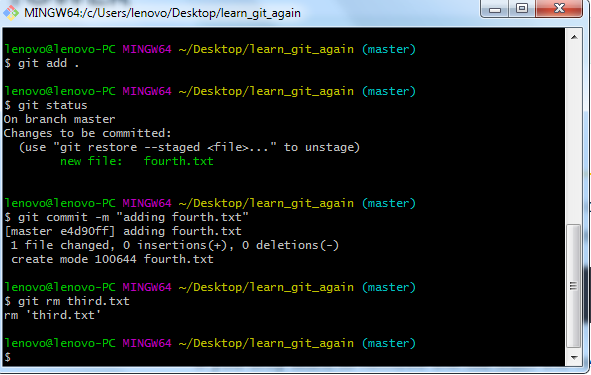 MINGW64:/c/Users/lenovo/Desktop/learn_git_again
lenovo@lenovo-PC MINGW64 ~/Desktop/learn_git_again (master)
$ git add .
lenovo@lenovo-PC MINGW64 ~/Desktop/learn_git_again (master)
$ git status
On branch master
Changes to be committed:
  (use "git restore --staged <file>..." to unstage)
        new file:   fourth.txt
lenovo@lenovo-PC MINGW64 ~/Desktop/learn_git_again (master)
$ git commit -m "adding fourth.txt"
[master e4d90ff] adding fourth.txt
 1 file changed, 0 insertions(+), 0 deletions(-)
 create mode 100644 fourth.txt
lenovo@lenovo-PC MINGW64 ~/Desktop/learn_git_again (master)
$ git rm third.txt
rm 'third.txt'
lenovo@lenovo-PC MINGW64 ~/Desktop/learn_git_again (master)
$